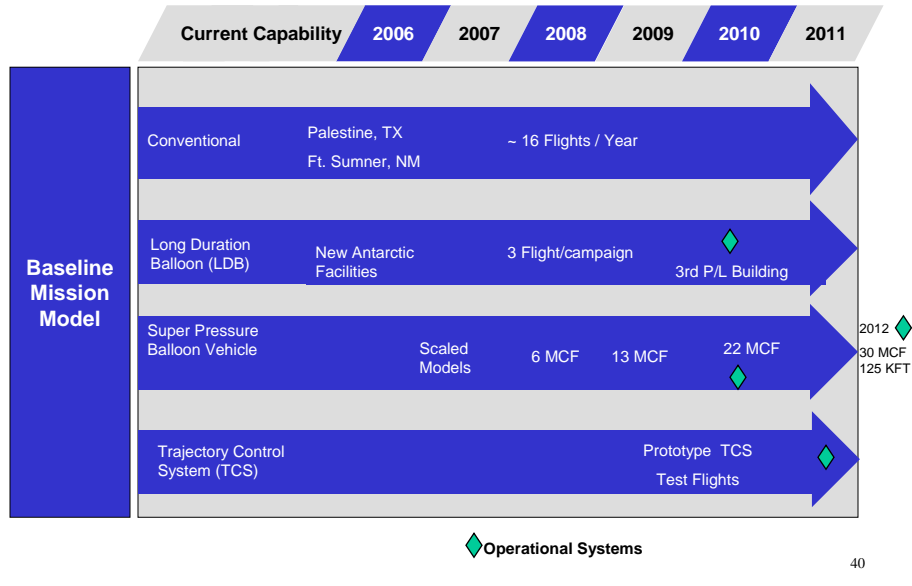 Current Capability 2006 2007 2008 2009 2010 2011
Baseline
Mission
Model
Conventional
Palestine, TX
Ft. Sumner, NM
~ 16 Flights / Year
Long Duration
Balloon (LDB)
New Antarctic
Facilities
3 Flight/campaign
3rd P/L Building
Super Pressure
Balloon Vehicle
Scaled
Models
6 MCF
13 MCF
22 MCF
2012
30 MCF
125 KFT
Trajectory Control
System (TCS)
Prototype TCS
Test Flights
Operational Systems
40